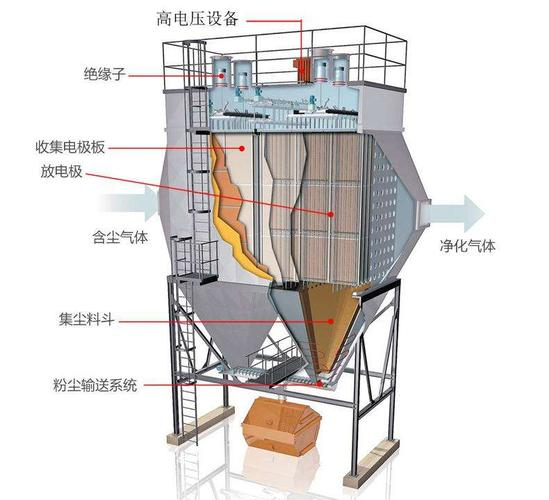 高电压设备
绝缘子
收集电极板
放电极
含尘气体
净化气体
集尘料斗
粉尘输送系统